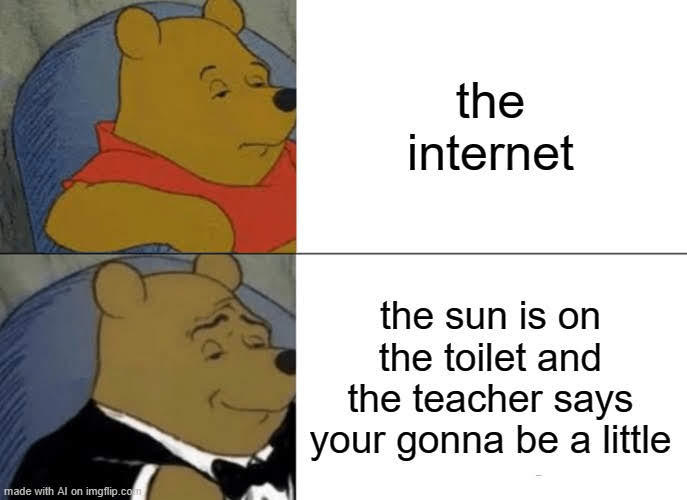 the
internet
the sun is on
the toilet and
the teacher says
your gonna be a little
made with AI on imgflip.com